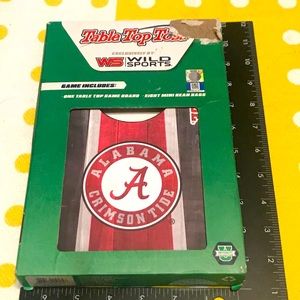 Table Top Toss
EXCLUSIVELY BY
WS WILD
SPORTS
GAME INCLUDES:
ONE TABLE TOP GAME BOARD • EIGHT MINI BEAN BAGS
ALABAMA
A
CRIMSON TIDE